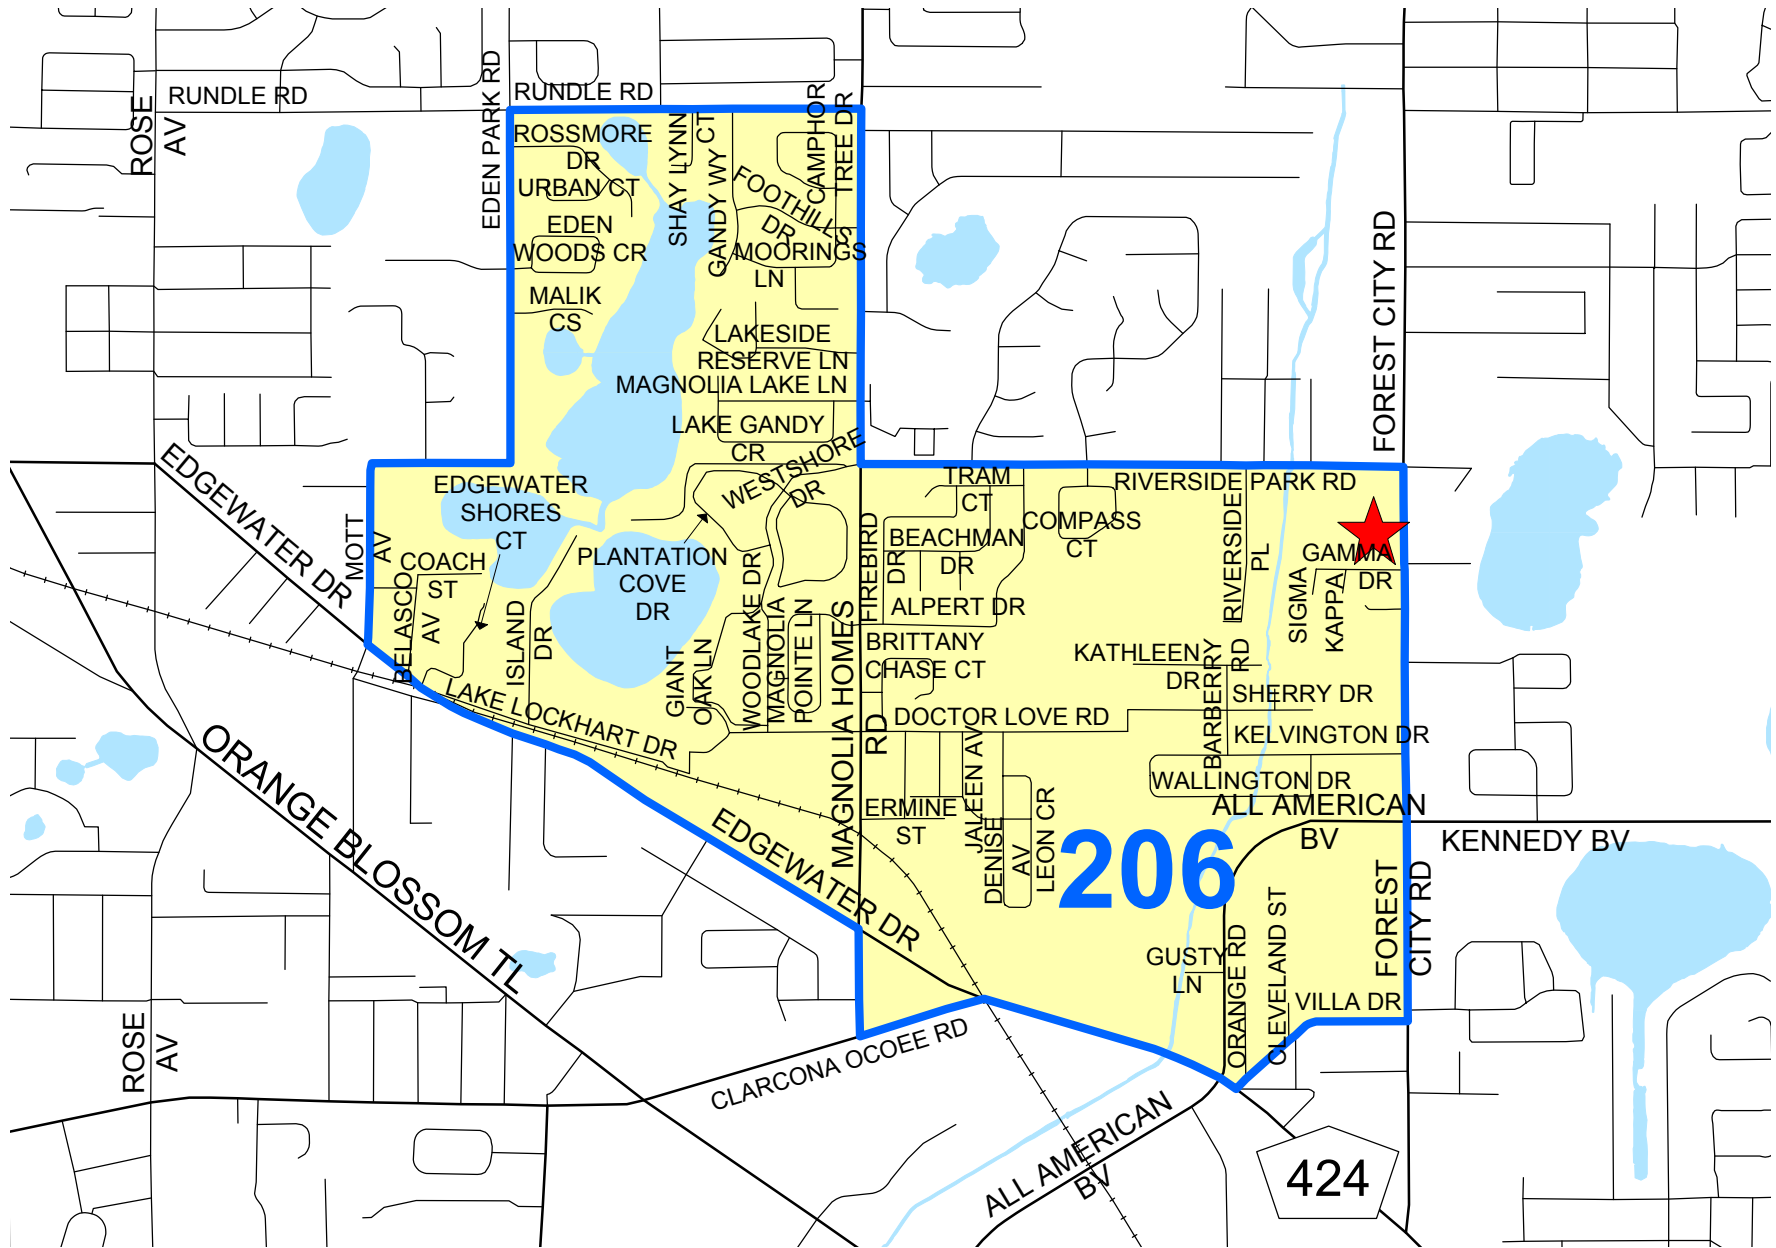 RUNDLE RD
RUNDLE RD
ROSE
AV
EDEN PARK RD
ROSSMORE
DR
URBAN CT
EDEN
WOODS CR
MALIK
CS
SHAY LYNN
CT
GANDY WY
CAMPHOR
TREE DR
FOOTHILLS
DR
MOORINGS
LN
LAKESIDE
RESERVE LN
MAGNOLIA LAKE LN
LAKE GANDY
CR
WESTSHORE
DR
FOREST CITY RD
EDGEWATER DR
MOTT
AV
EDGEWATER
SHORES
CT
COACH
ST
BELASCO
AV
ISLAND
DR
PLANTATION
COVE
DR
GIANT
OAK LN
WOODLAKE DR
MAGNOLIA
POINTE LN
LAKE LOCKHART DR
MAGNOLIA HOMES
RD
FIREBIRD
DR
TRAM
CT
BEACHMAN
DR
ALPERT DR
COMPASS
CT
BRITTANY
CHASE CT
RIVERSIDE PARK RD
RIVERSIDE
PL
GAMMA
DR
SIGMA
KAPPA
KATHLEEN
DR
BARBERRY
RD
SHERRY DR
DOCTOR LOVE RD
KELVINGTON DR
WALLINGTON DR
ALL AMERICAN
BV
KENNEDY BV
ERMINE
ST
JALEEN AV
DENISE
AV
LEON CR
206
ORANGE BLOSSOM TL
EDGEWATER DR
GUSTY
LN
ORANGE RD
CLEVELAND ST
FOREST
CITY RD
VILLA DR
ROSE
AV
CLARCONA OCOEE RD
ALL AMERICAN
BV
424